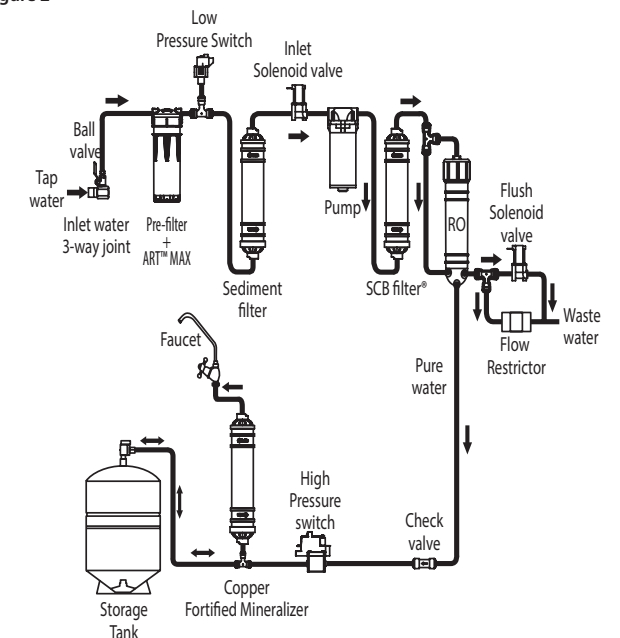 Low
Pressure Switch
Inlet
Solenoid valve
Ball
valve
Tap
water
Inlet water
3-way joint
Pre-filter
+
ART™ MAX
Sediment
filter
Pump
SCB filter®
RO
Flush
Solenoid
valve
Waste
water
Flow
Restrictor
Faucet
Pure
water
High
Pressure
switch
Check
valve
Copper
Fortified Mineralizer
Storage
Tank